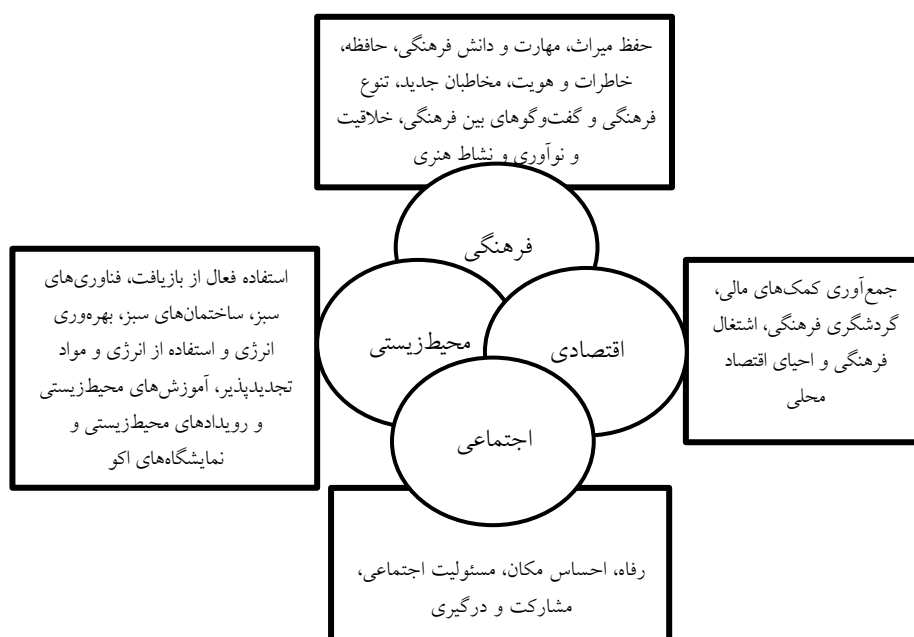 حفظ میراث، مهارت و دانش فرهنگی، حافظه،
خاطرات و هویت، مخاطبان جدید، تنوع
فرهنگی و گفت‌وگوهای بین فرهنگی، خلاقیت
و نوآوری و نشاط هنری
فرهنگی
جمع‌آوری کمک‌های مالی،
گردشگری فرهنگی، اشتغال
فرهنگی و احیای اقتصاد
محلی
اقتصادی
محیط‌زیستی
استفاده فعال از بازیافت، فناوری‌های
سبز، ساختمان‌های سبز، بهره‌وری
انرژی و استفاده از انرژی و مواد
تجدیدپذیر، آموزش‌های محیط‌زیستی
و رویدادهای محیط‌زیستی و
نمایشگاه‌های اکو
اجتماعی
رفاه، احساس مکان، مسئولیت اجتماعی،
مشارکت و درگیری